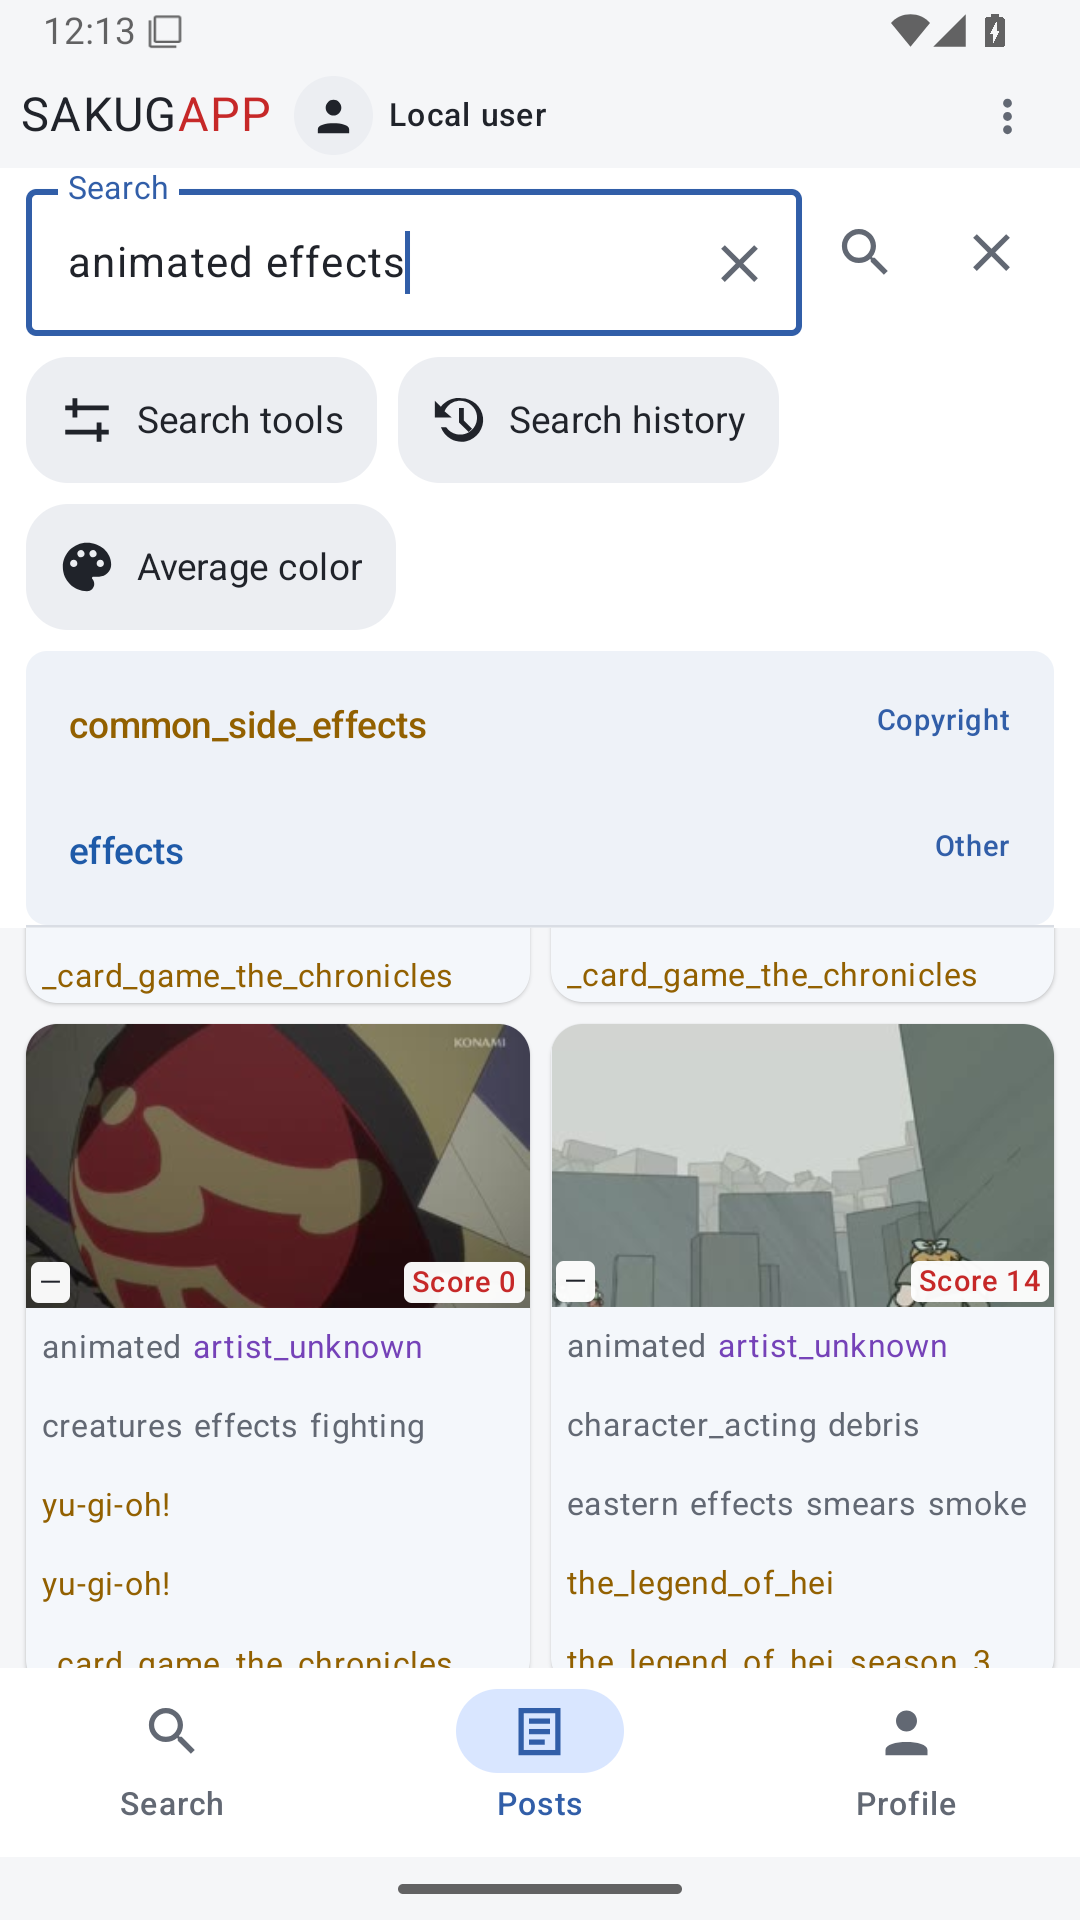 12:13
SAKUGAPP Local user
Search
animated effects
Search tools
Search history
Average color
common_side_effects Copyright
effects Other
_card_game_the_chronicles
_card_game_the_chronicles
KONAMI
Score 0
animated artist_unknown
creatures effects fighting
yu-gi-oh!
yu-gi-oh!
_card_game_the_chronicles
Score 14
animated artist_unknown
character_acting debris
eastern effects smears smoke
the_legend_of_hei
the_legend_of_hei_season_3
Search
Posts
Profile